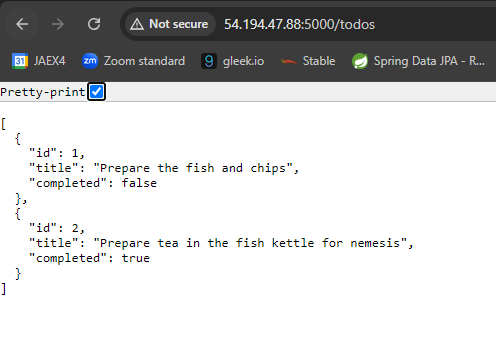 Not secure 54.194.47.88:5000/todos
31 JAEX4 zm Zoom standard 9 gleek.io Stable Spring Data JPA - R...
Pretty-print
[
  {
    "id": 1,
    "title": "Prepare the fish and chips",
    "completed": false
  },
  {
    "id": 2,
    "title": "Prepare tea in the fish kettle for nemesis",
    "completed": true
  }
]